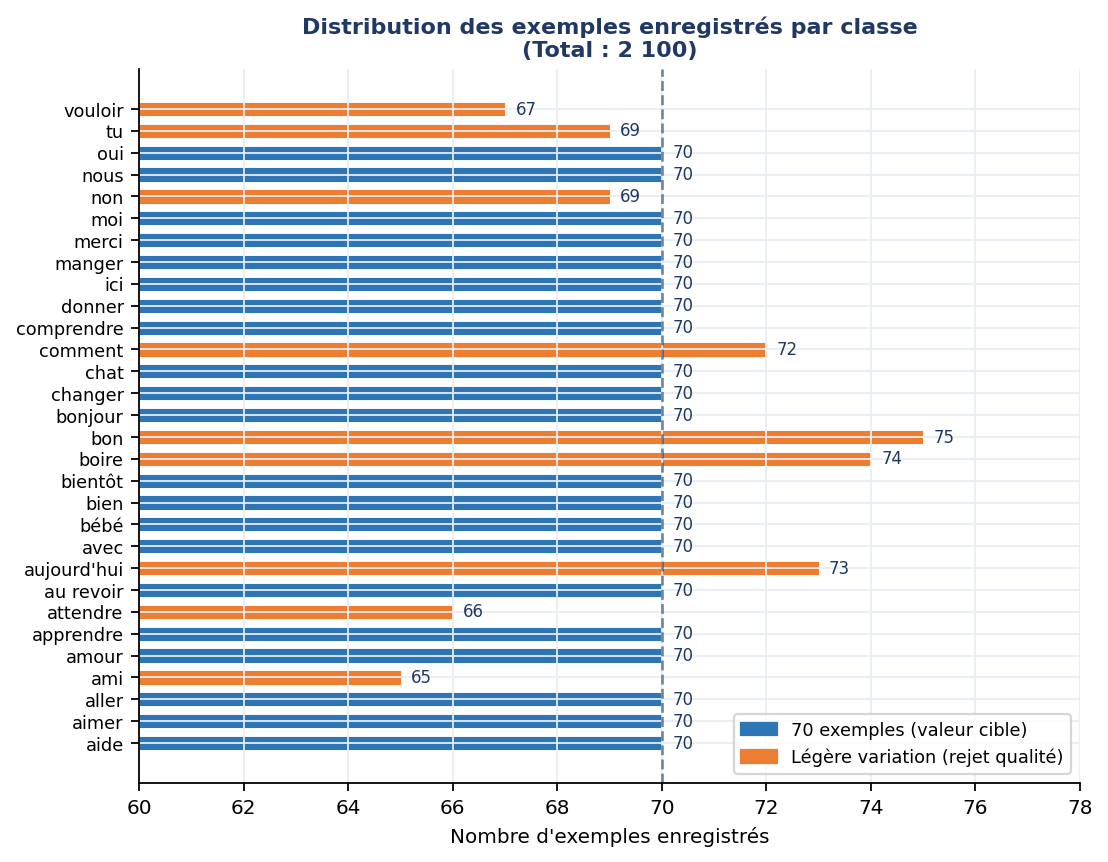 Distribution des exemples enregistrés par classe
(Total : 2 100)
vouloir 67
tu 69
oui 70
nous 70
non 69
moi 70
merci 70
manger 70
ici 70
donner 70
comprendre 70
comment 72
chat 70
changer 70
bonjour 70
bon 75
boire 74
bientôt 70
bien 70
bébé 70
avec 70
aujourd'hui 73
au revoir 70
attendre 66
apprendre 70
amour 70
ami 65
aller 70
aimer 70
aide 70
70 exemples (valeur cible)
Légère variation (rejet qualité)
60 62 64 66 68 70 72 74 76 78
Nombre d'exemples enregistrés